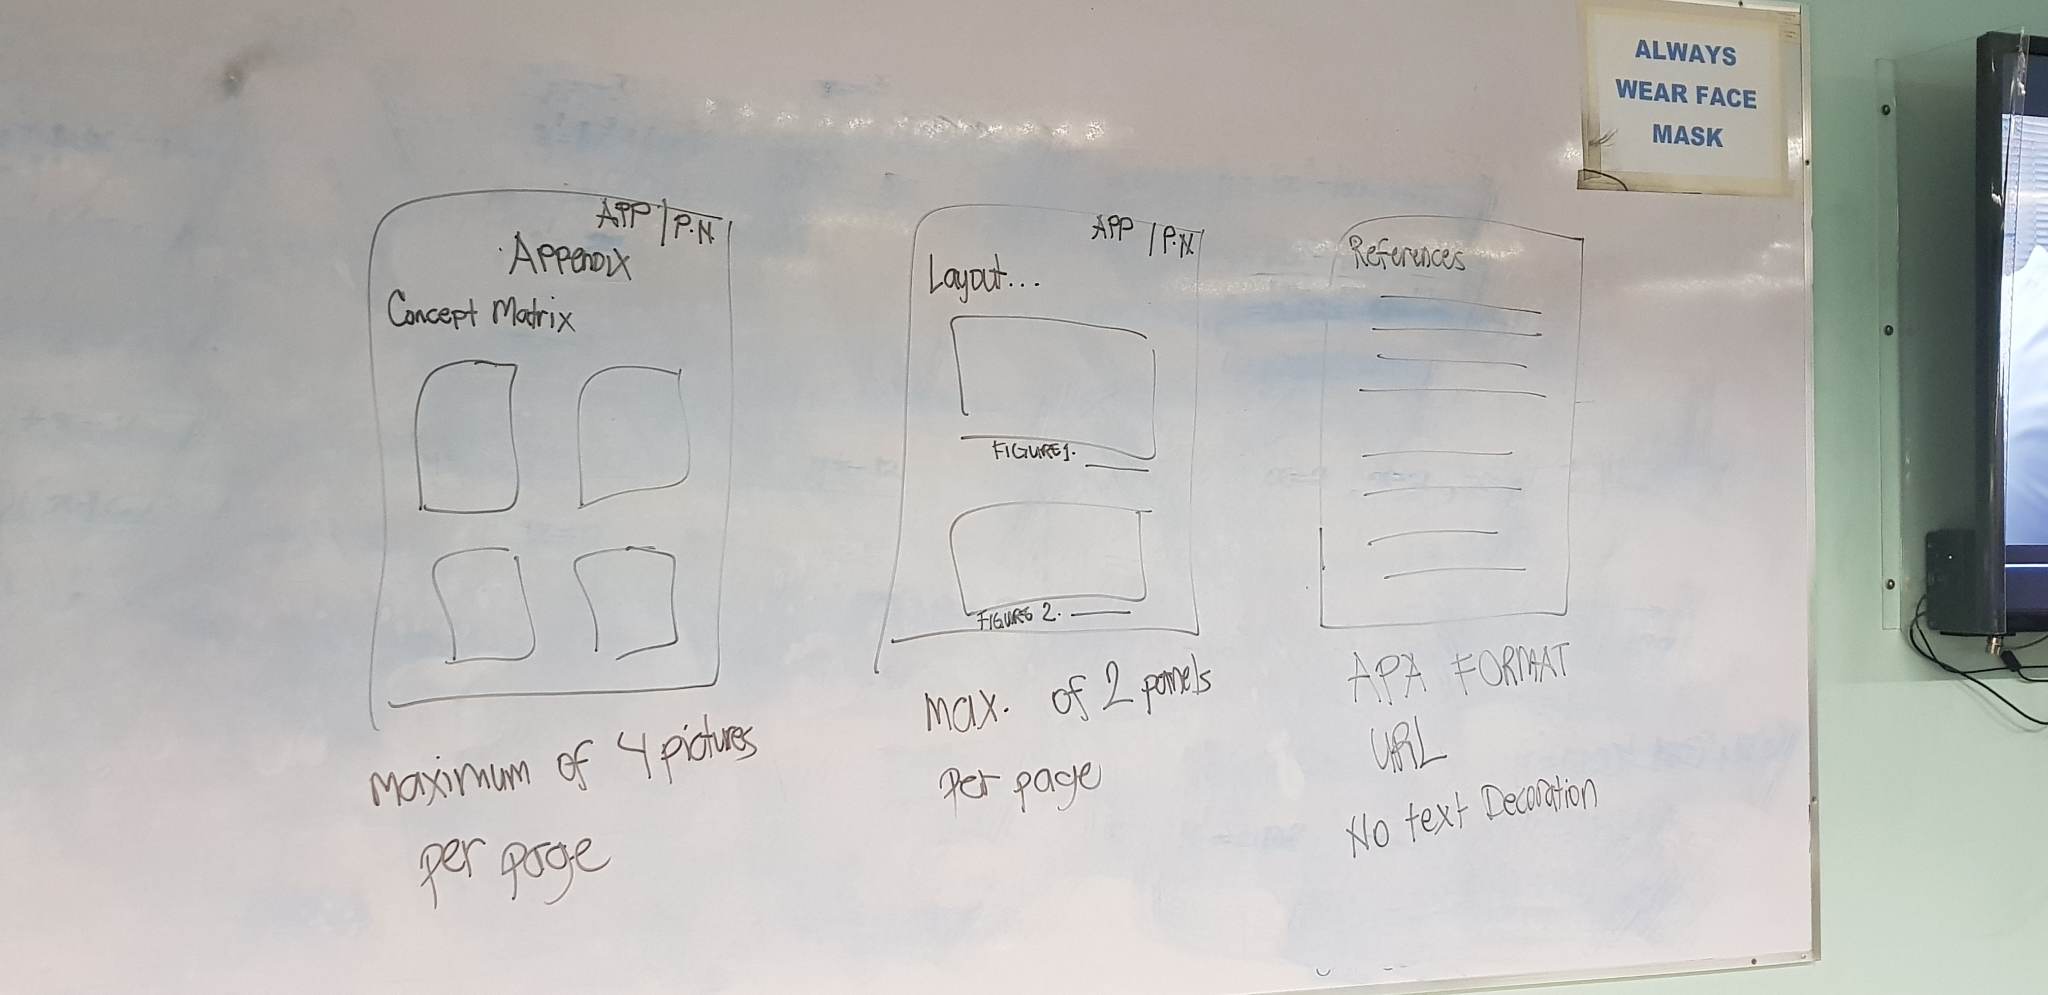 ALWAYS
WEAR FACE
MASK
APP | P.N.
Appendix
Concept Matrix
maximum of 4 pictures
per page
APP | P.N.
Layout...
FIGURE 1.
FIGURE 2.
max. of 2 panels
Per page
References
APA FORMAT
URL
No text Decoration